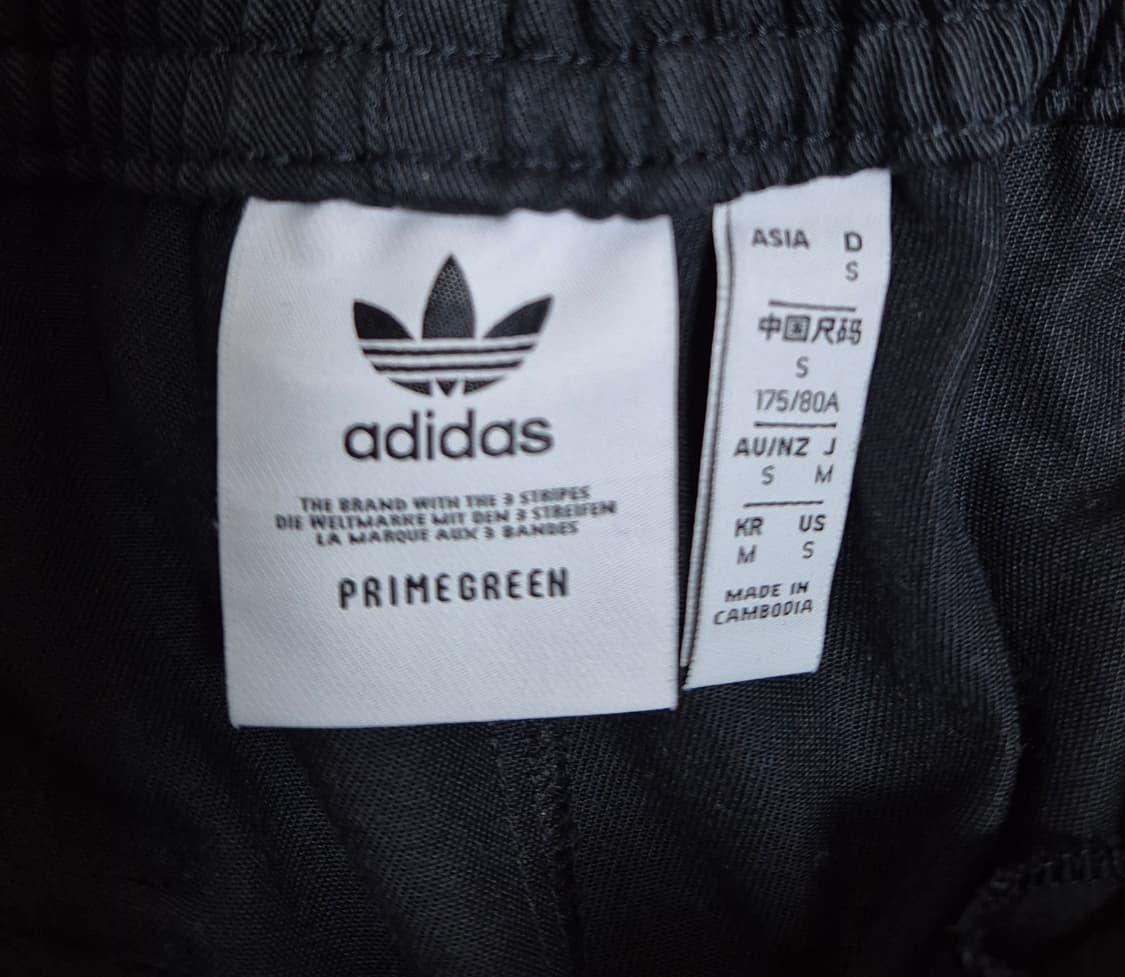 adidas
THE BRAND WITH THE 3 STRIPES
DIE WELTMARKE MIT DEN 3 STREIFEN
LA MARQUE AUX 3 BANDES
PRIMEGREEN
ASIA D
S
中国尺码
S
175/80A
AU/NZ J
S M
KR US
M S
MADE IN
CAMBODIA